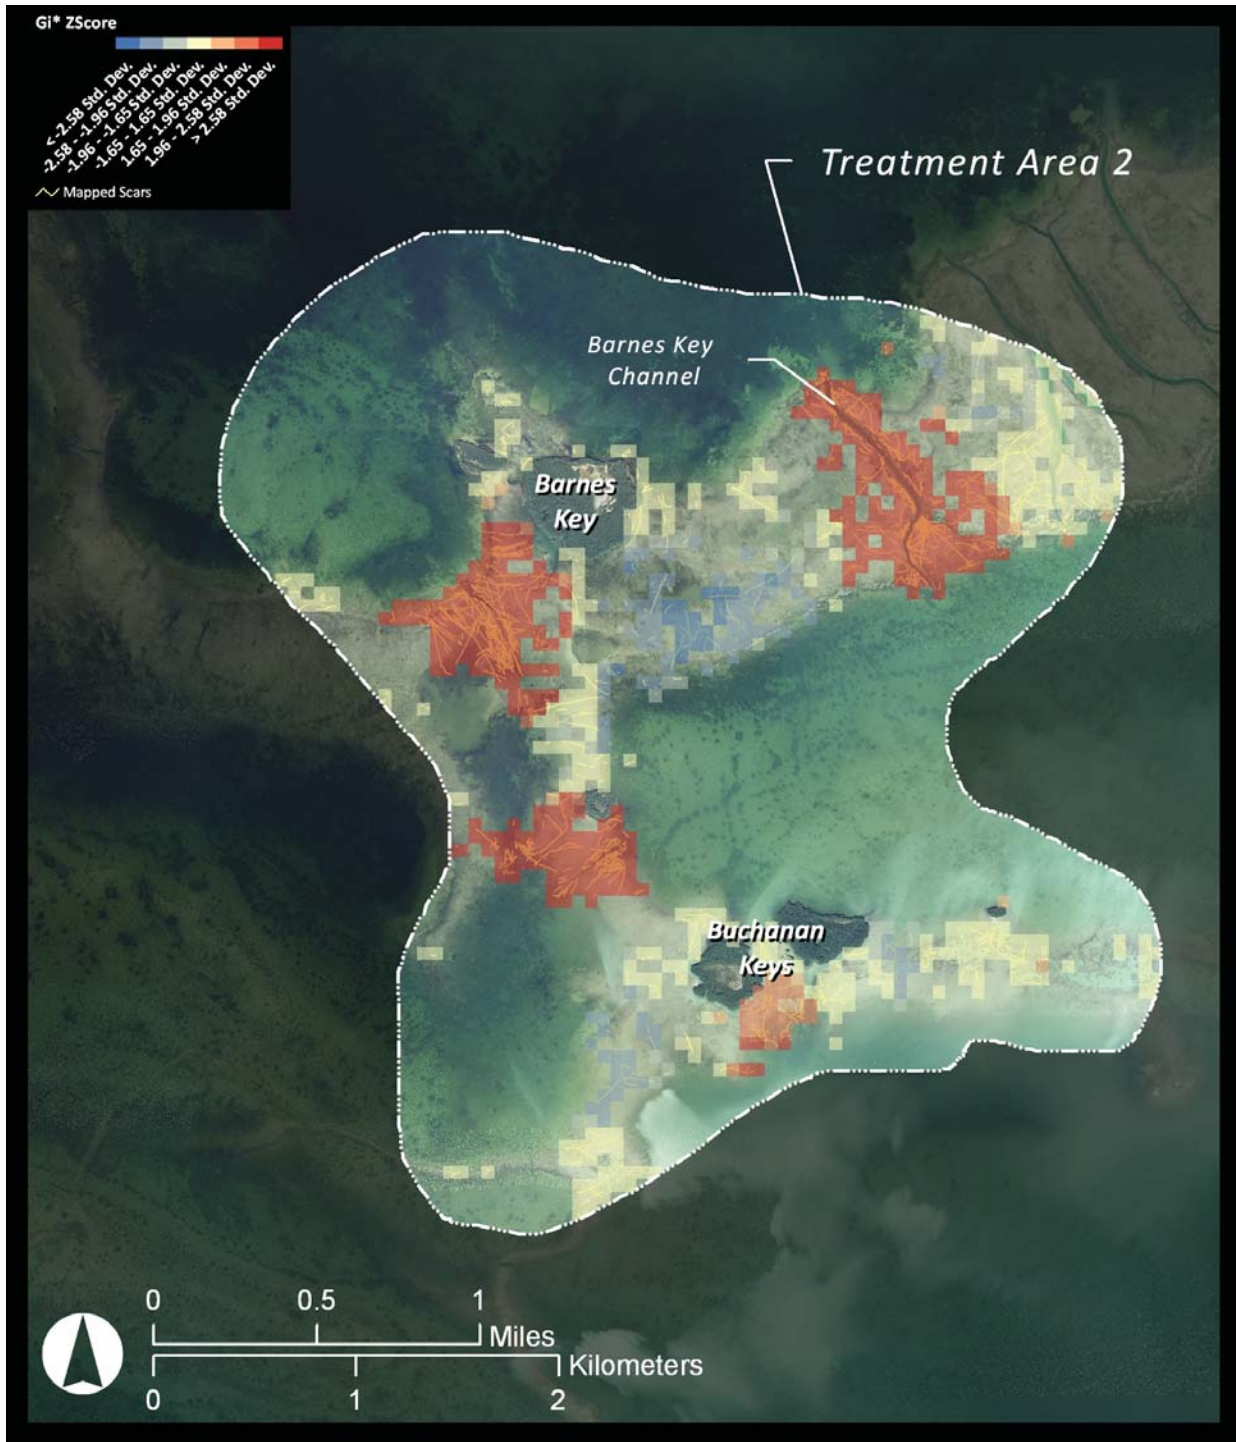 Gi* ZScore
< -2.58 Std. Dev.
-2.58 - -1.96 Std. Dev.
-1.96 - -1.65 Std. Dev.
-1.65 - 1.65 Std. Dev.
1.65 - 1.96 Std. Dev.
1.96 - 2.58 Std. Dev.
> 2.58 Std. Dev.
Mapped Scars
Treatment Area 2
Barnes Key
Channel
Barnes
Key
Buchanan
Keys
0 0.5 1
Miles
Kilometers
0 1 2